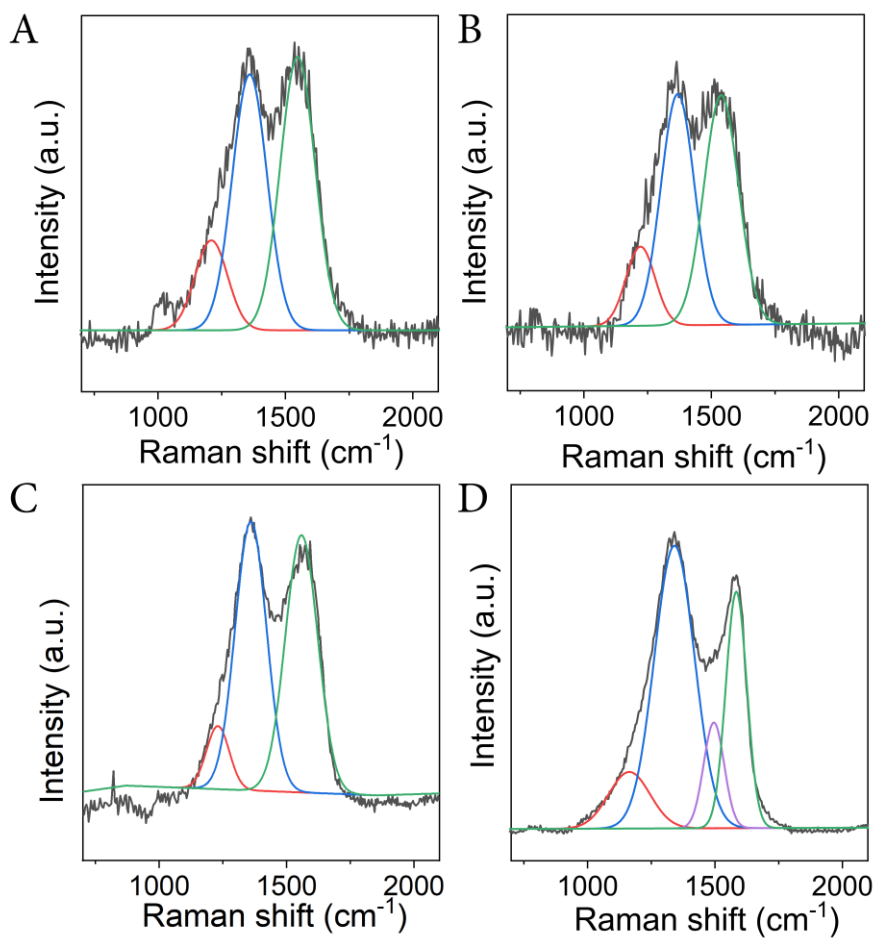 A
Intensity (a.u.)
1000 1500 2000
Raman shift (cm⁻¹)
B
Intensity (a.u.)
1000 1500 2000
Raman shift (cm⁻¹)
C
Intensity (a.u.)
1000 1500 2000
Raman shift (cm⁻¹)
D
Intensity (a.u.)
1000 1500 2000
Raman shift (cm⁻¹)